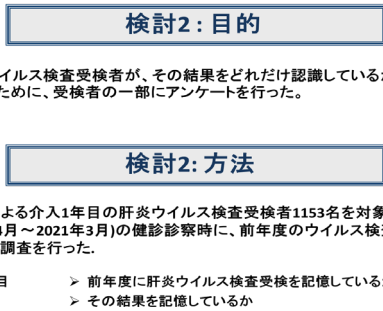 検討2 : 目的
イルス検査受検者が、その結果をどれだけ認識しているか
ために、受検者の一部にアンケートを行った。
検討2: 方法
よる介入1年目の肝炎ウイルス検査受検者1153名を対象
月～2021年3月)の健診診察時に、前年度のウイルス検
調査を行った.
目
➢ 前年度に肝炎ウイルス検査受検を記憶している
➢ その結果を記憶しているか